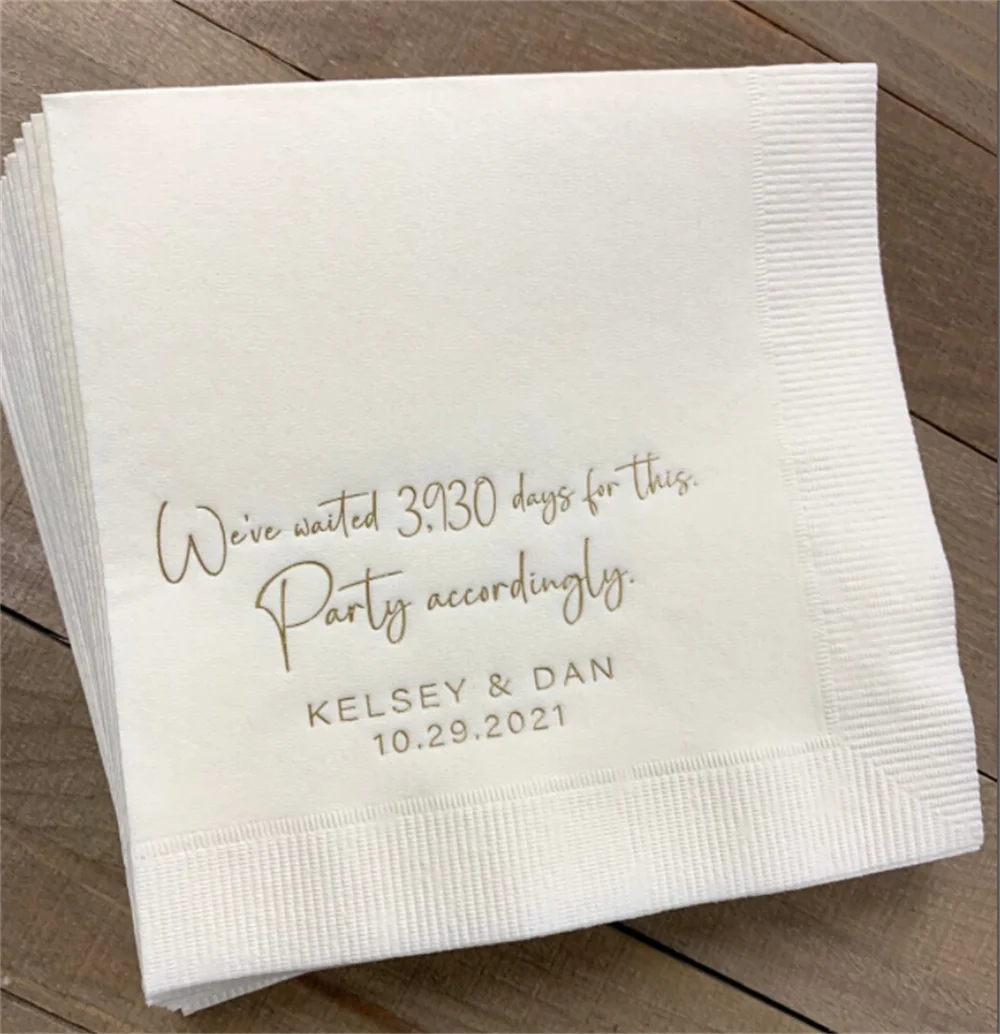 We've waited 3,930 days for this.
Party accordingly.
KELSEY & DAN
10.29.2021